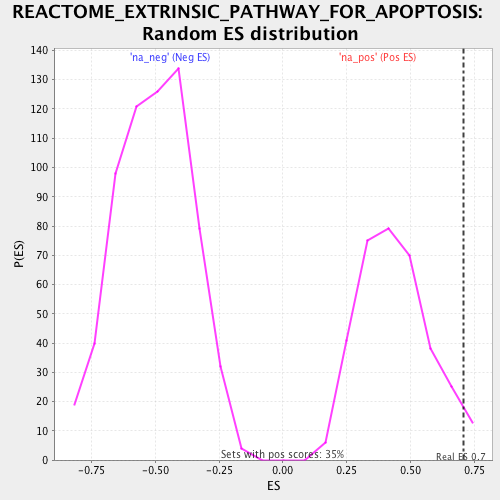 REACTOME_EXTRINSIC_PATHWAY_FOR_APOPTOSIS:
Random ES distribution
'na_neg' (Neg ES)
'na_pos' (Pos ES)
140
130
120
110
100
90
80
70
60
50
40
30
20
10
0
P(ES)
Sets with pos scores: 35%
Real ES 0.7
-0.75
-0.50
-0.25
0.00
0.25
0.50
0.75
ES